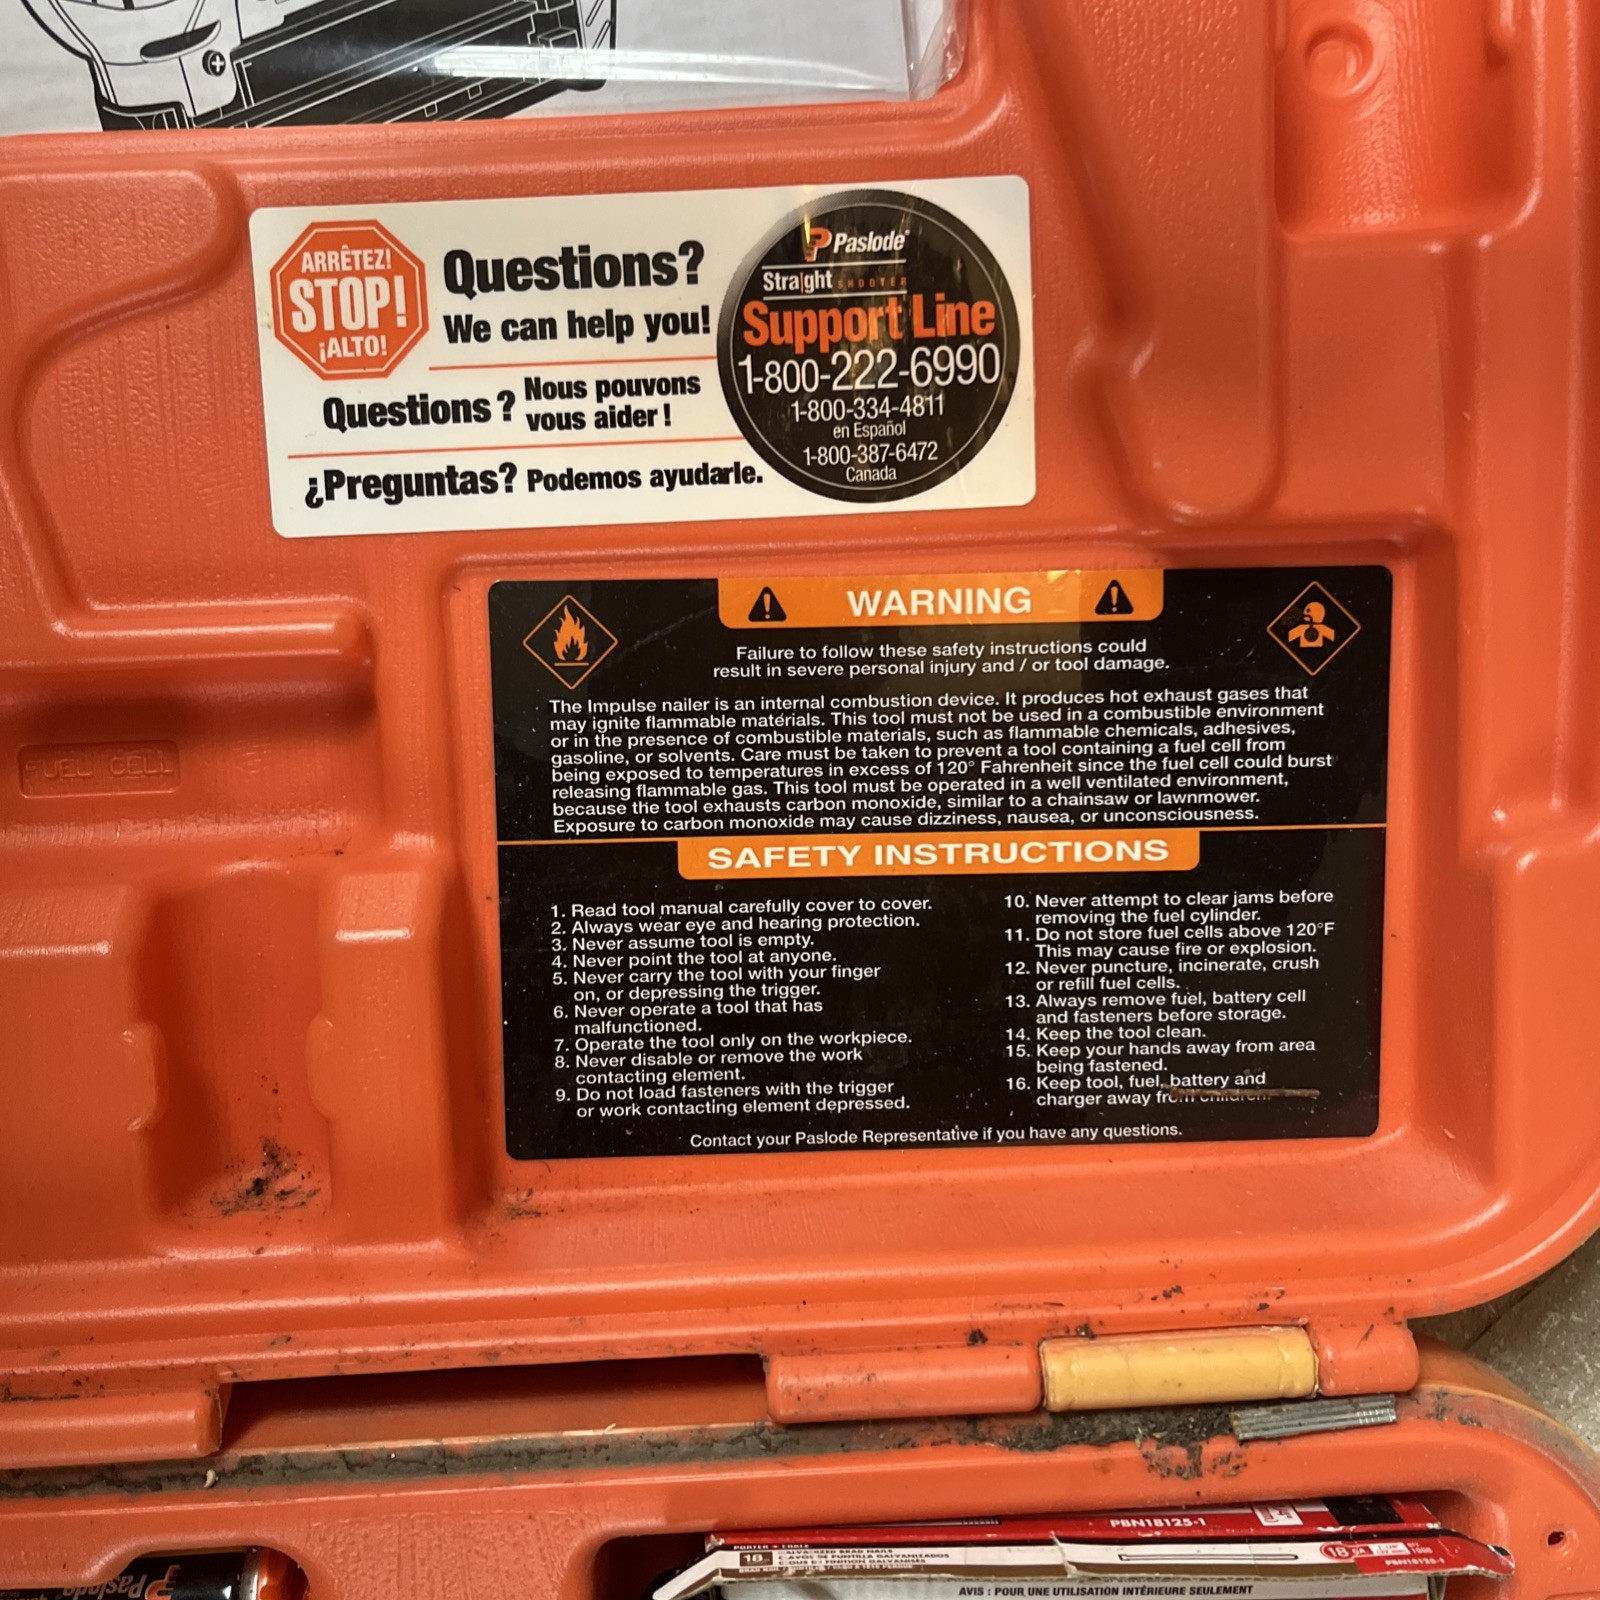 ARRÊTEZ!
STOP!
¡ALTO!
Questions?
We can help you!
Questions ? Nous pouvons
vous aider !
¿Preguntas? Podemos ayudarle.
Paslode®
Straight SHOOTER
Support Line
1-800-222-6990
1-800-334-4811
en Español
1-800-387-6472
Canada
WARNING
Failure to follow these safety instructions could
result in severe personal injury and / or tool damage.
The Impulse nailer is an internal combustion device. It produces hot exhaust gases that
may ignite flammable materials. This tool must not be used in a combustible environment
or in the presence of combustible materials, such as flammable chemicals, adhesives,
gasoline, or solvents. Care must be taken to prevent a tool containing a fuel cell from
being exposed to temperatures in excess of 120° Fahrenheit since the fuel cell could burst
releasing flammable gas. This tool must be operated in a well ventilated environment,
because the tool exhausts carbon monoxide, similar to a chainsaw or lawnmower.
Exposure to carbon monoxide may cause dizziness, nausea, or unconsciousness.
FUEL CELL
SAFETY INSTRUCTIONS
1. Read tool manual carefully cover to cover.
2. Always wear eye and hearing protection.
3. Never assume tool is empty.
4. Never point the tool at anyone.
5. Never carry the tool with your finger
on, or depressing the trigger.
6. Never operate a tool that has
malfunctioned.
7. Operate the tool only on the workpiece.
8. Never disable or remove the work
contacting element.
9. Do not load fasteners with the trigger
or work contacting element depressed.
10. Never attempt to clear jams before
removing the fuel cylinder.
11. Do not store fuel cells above 120°F
This may cause fire or explosion.
12. Never puncture, incinerate, crush
or refill fuel cells.
13. Always remove fuel, battery cell
and fasteners before storage.
14. Keep the tool clean.
15. Keep your hands away from area
being fastened.
16. Keep tool, fuel, battery and
charger away from children.
Contact your Paslode Representative if you have any questions.
PBN18125-1
PORTER + CABLE
18
18 GA
PBN18125-1
AVIS : POUR UNE UTILISATION INTÉRIEURE SEULEMENT
Paslode